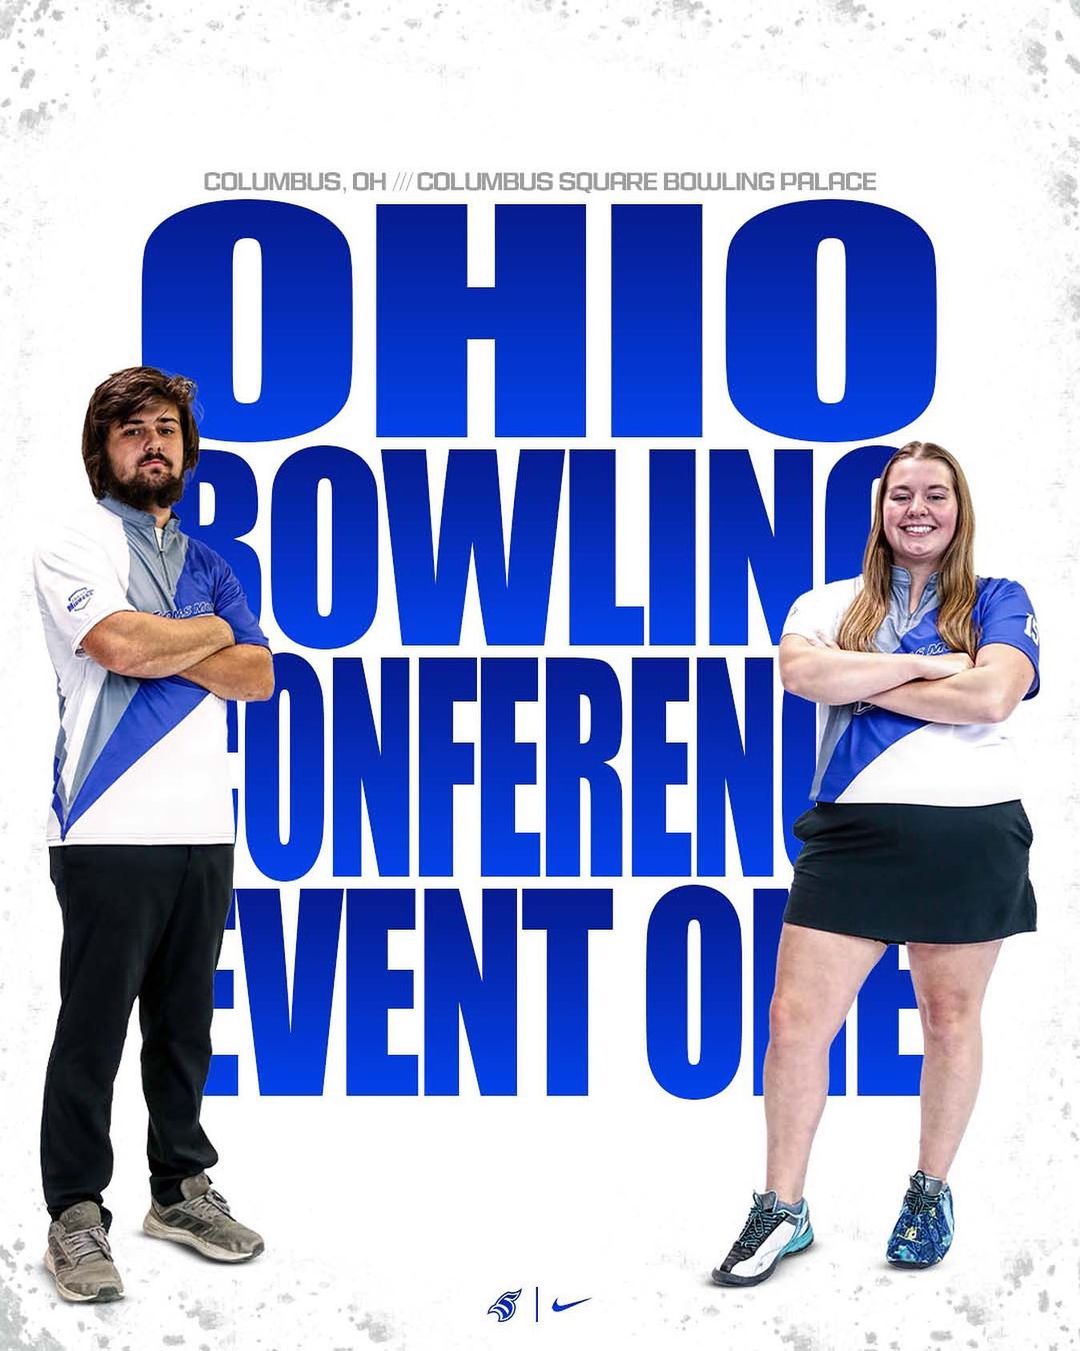 COLUMBUS, OH /// COLUMBUS SQUARE BOWLING PALACE
OHIO
BOWLING
CONFERENCE
EVENT ONE